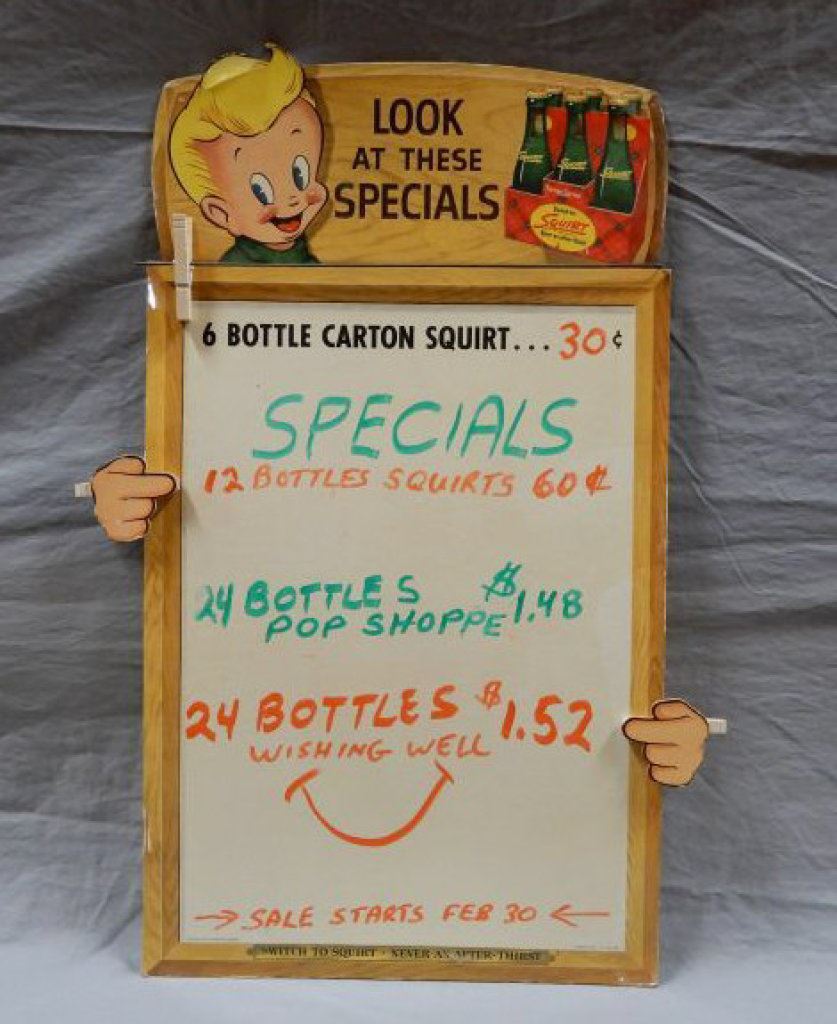 LOOK
AT THESE
SPECIALS
SQUIRT
6 BOTTLE CARTON SQUIRT... 30¢
SPECIALS
12 BOTTLES SQUIRTS 60¢
24 BOTTLES $1.48
POP SHOPPE
24 BOTTLES $1.52
WISHING WELL
→ SALE STARTS FEB 30 ←
SWITCH TO SQUIRT · NEVER AN AFTER-THIRST